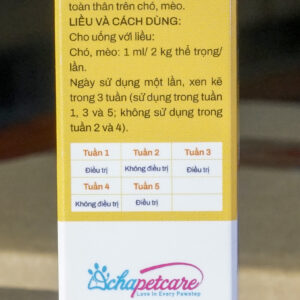 toàn thân trên chó, mèo.
LIỀU VÀ CÁCH DÙNG:
Cho uống với liều:
Chó, mèo: 1 ml/ 2 kg thể trọng/
lần.
Ngày sử dụng một lần, xen kẽ
trong 3 tuần (sử dụng trong tuần
1, 3 và 5; không sử dụng trong
tuần 2 và 4).
Tuần 1 Tuần 2 Tuần 3
Điều trị Không điều trị Điều trị
Tuần 4 Tuần 5
Không điều trị Điều trị
chapetcare
Love in Every Pawstep